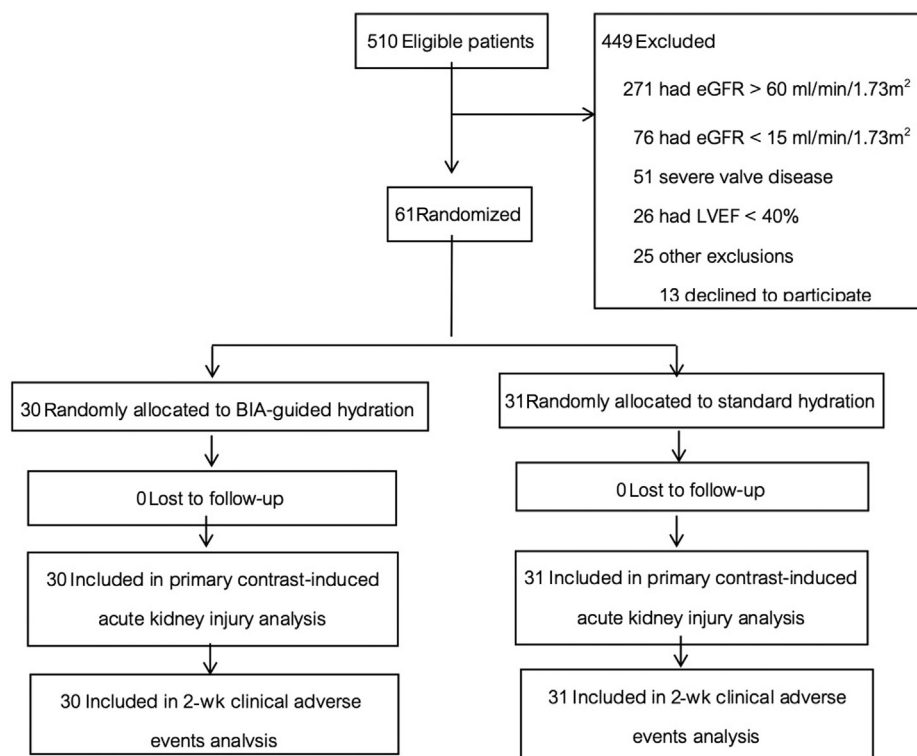 510 Eligible patients
449 Excluded
271 had eGFR > 60 ml/min/1.73m²
76 had eGFR < 15 ml/min/1.73m²
51 severe valve disease
26 had LVEF < 40%
25 other exclusions
13 declined to participate
61Randomized
30 Randomly allocated to BIA-guided hydration
31Randomly allocated to standard hydration
0 Lost to follow-up
0 Lost to follow-up
30 Included in primary contrast-induced
acute kidney injury analysis
31 Included in primary contrast-induced
acute kidney injury analysis
30 Included in 2-wk clinical adverse
events analysis
31 Included in 2-wk clinical adverse
events analysis